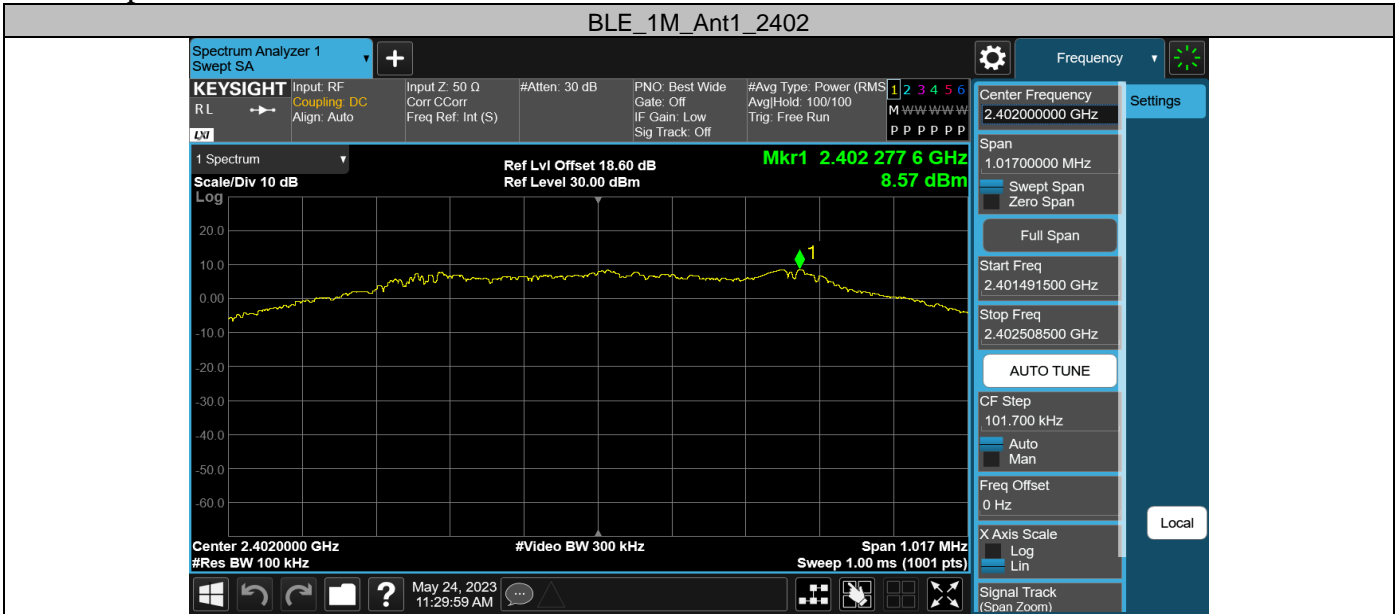 BLE_1M_Ant1_2402
Spectrum Analyzer 1
Swept SA
+
Frequency
KEYSIGHT
RL
LXI
Input: RF
Coupling: DC
Align: Auto
Input Z: 50 Ω
Corr CCorr
Freq Ref: Int (S)
#Atten: 30 dB
PNO: Best Wide
Gate: Off
IF Gain: Low
Sig Track: Off
#Avg Type: Power (RMS
Avg|Hold: 100/100
Trig: Free Run
1 2 3 4 5 6
M W W W W W
P P P P P P
1 Spectrum
Scale/Div 10 dB
Log
Ref Lvl Offset 18.60 dB
Ref Level 30.00 dBm
Mkr1 2.402 277 6 GHz
8.57 dBm
20.0
10.0
0.00
-10.0
-20.0
-30.0
-40.0
-50.0
-60.0
1
Center 2.4020000 GHz
#Res BW 100 kHz
#Video BW 300 kHz
Span 1.017 MHz
Sweep 1.00 ms (1001 pts)
Center Frequency
2.402000000 GHz
Settings
Span
1.01700000 MHz
Swept Span
Zero Span
Full Span
Start Freq
2.401491500 GHz
Stop Freq
2.402508500 GHz
AUTO TUNE
CF Step
101.700 kHz
Auto
Man
Freq Offset
0 Hz
X Axis Scale
Log
Lin
Local
Signal Track
(Span Zoom)
?
May 24, 2023
11:29:59 AM